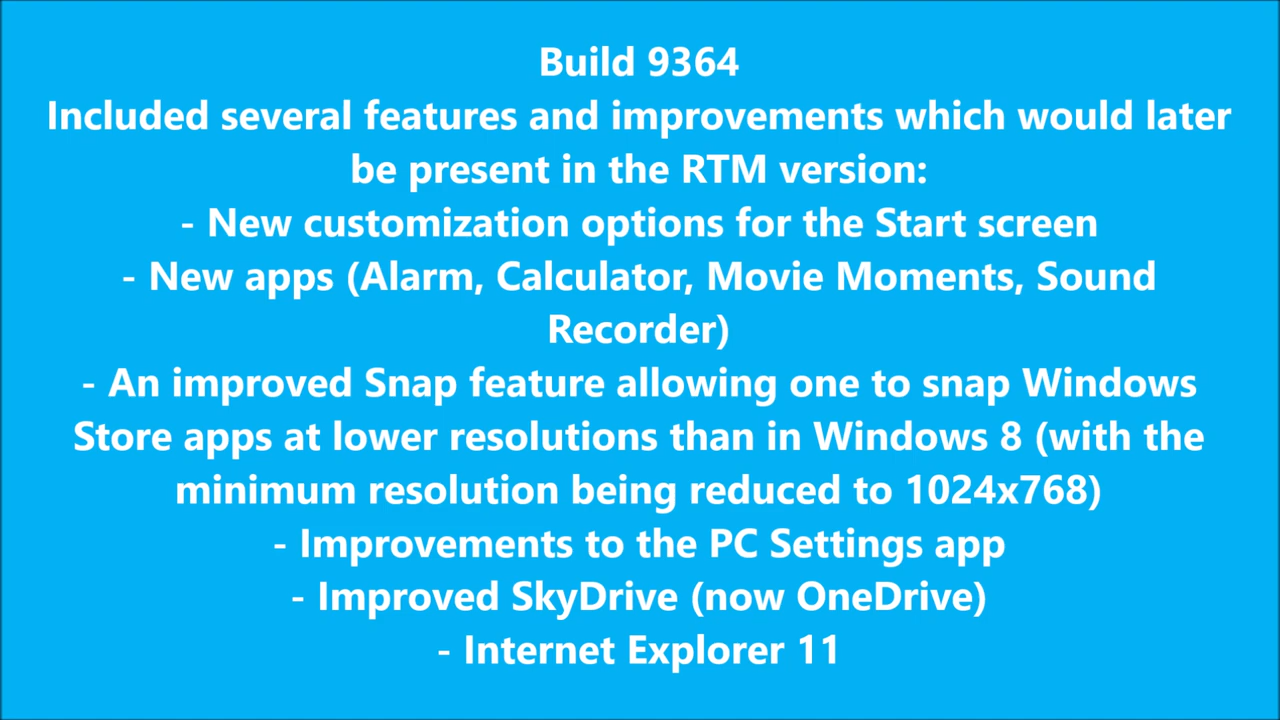 Build 9364
Included several features and improvements which would later
be present in the RTM version:
- New customization options for the Start screen
- New apps (Alarm, Calculator, Movie Moments, Sound
Recorder)
- An improved Snap feature allowing one to snap Windows
Store apps at lower resolutions than in Windows 8 (with the
minimum resolution being reduced to 1024x768)
- Improvements to the PC Settings app
- Improved SkyDrive (now OneDrive)
- Internet Explorer 11